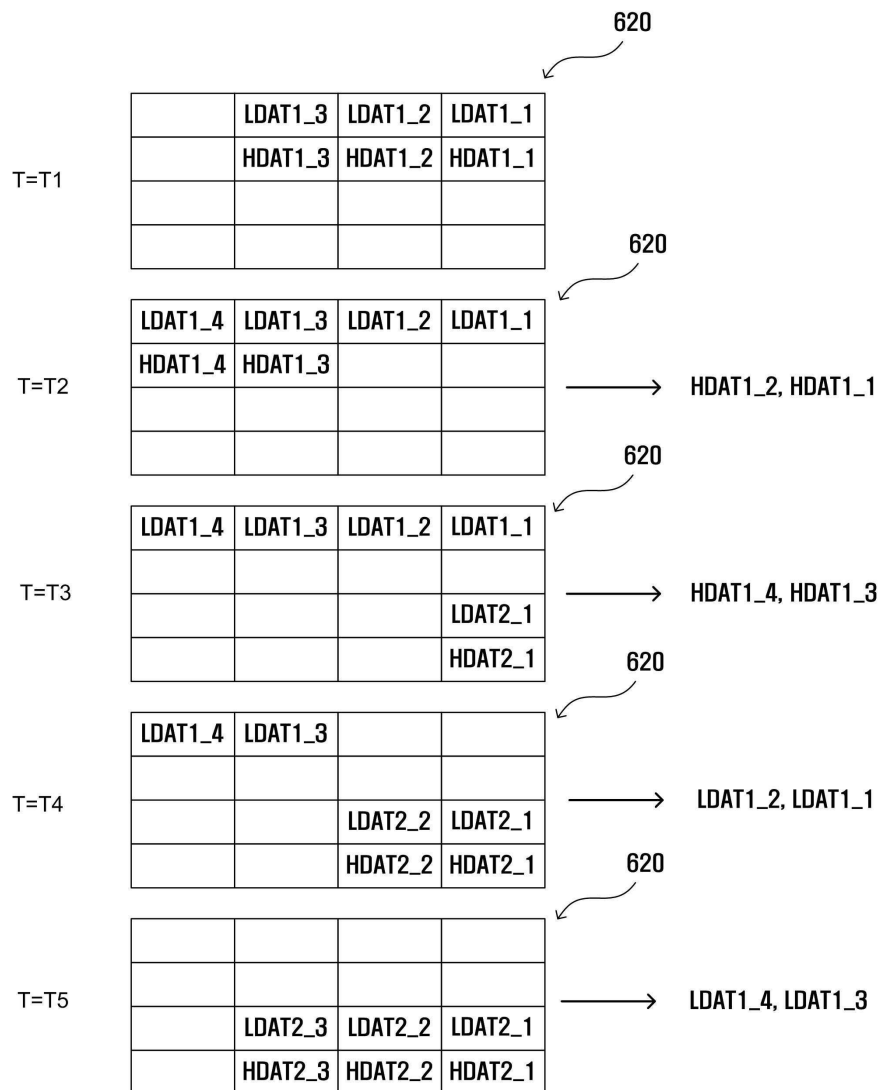 620
LDAT1_3 LDAT1_2 LDAT1_1
HDAT1_3 HDAT1_2 HDAT1_1
T=T1
620
LDAT1_4 LDAT1_3 LDAT1_2 LDAT1_1
HDAT1_4 HDAT1_3
T=T2 HDAT1_2, HDAT1_1
620
LDAT1_4 LDAT1_3 LDAT1_2 LDAT1_1
T=T3 HDAT1_4, HDAT1_3
LDAT2_1
HDAT2_1
620
LDAT1_4 LDAT1_3
T=T4 LDAT1_2, LDAT1_1
LDAT2_2 LDAT2_1
HDAT2_2 HDAT2_1
620
T=T5 LDAT1_4, LDAT1_3
LDAT2_3 LDAT2_2 LDAT2_1
HDAT2_3 HDAT2_2 HDAT2_1